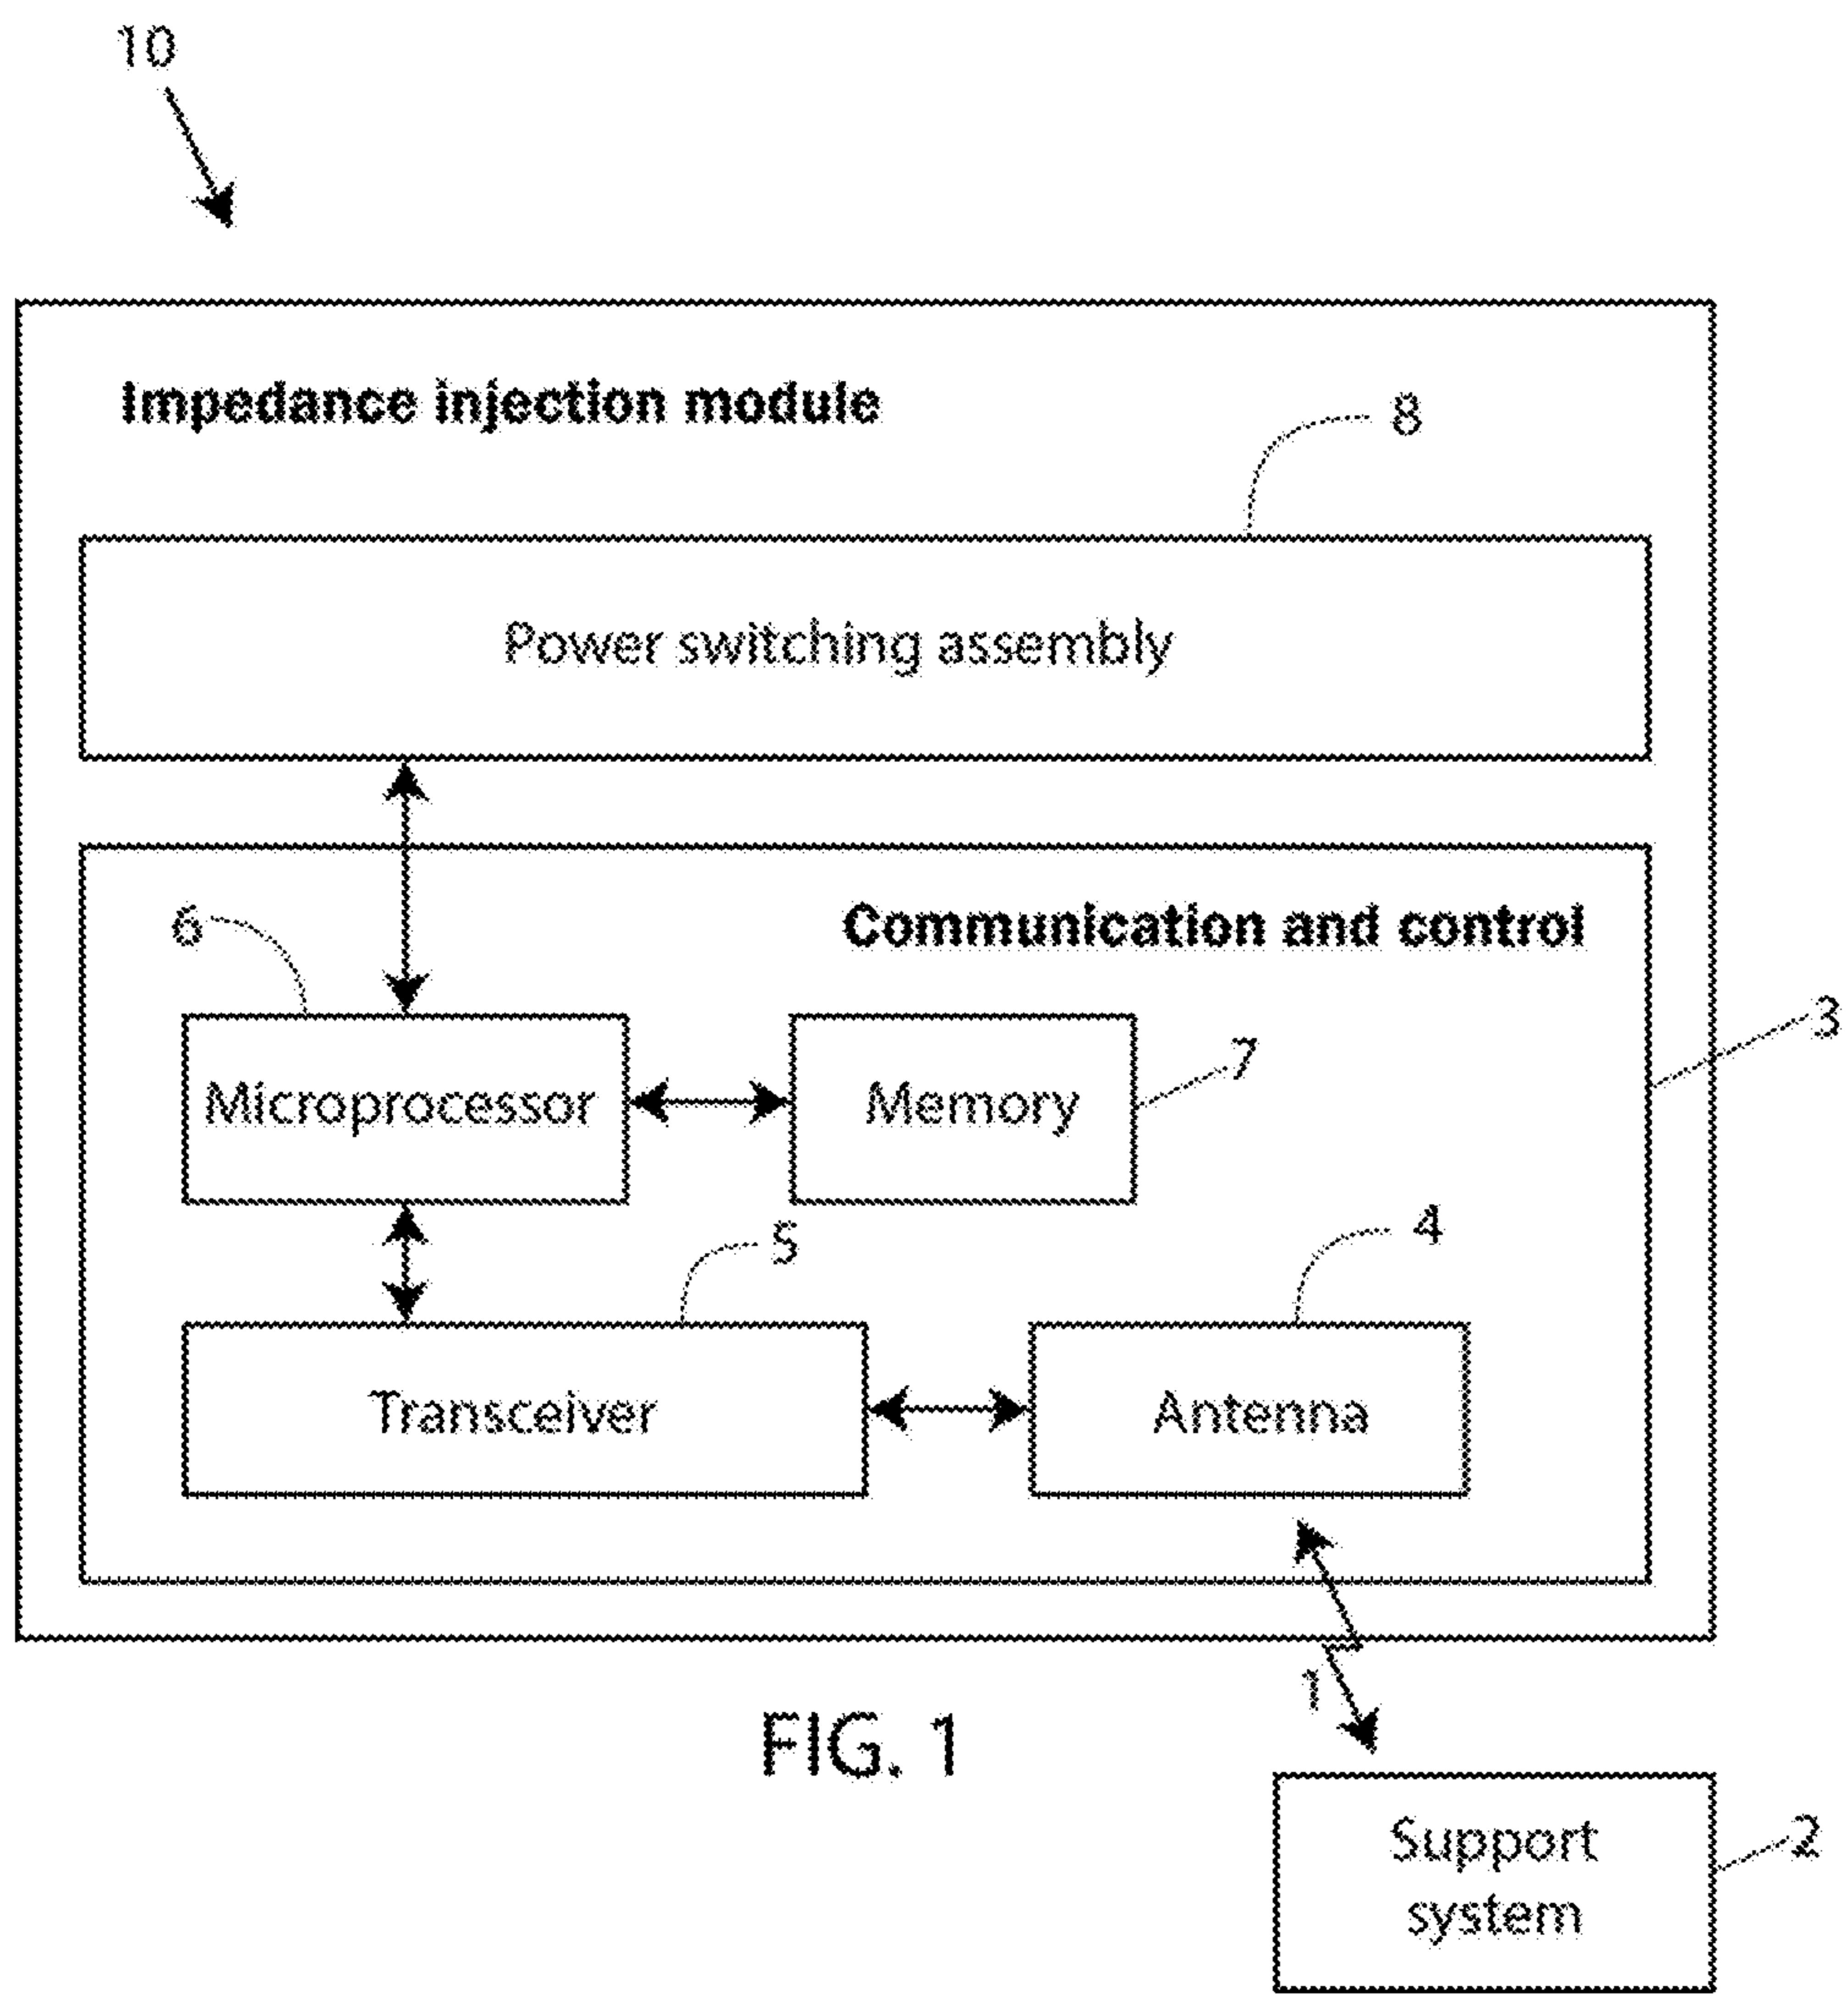 10
Impedance injection module
8
Power switching assembly
6
Communication and control
3
Microprocessor
Memory
7
5
4
Transceiver
Antenna
1
FIG. 1
Support
system
2